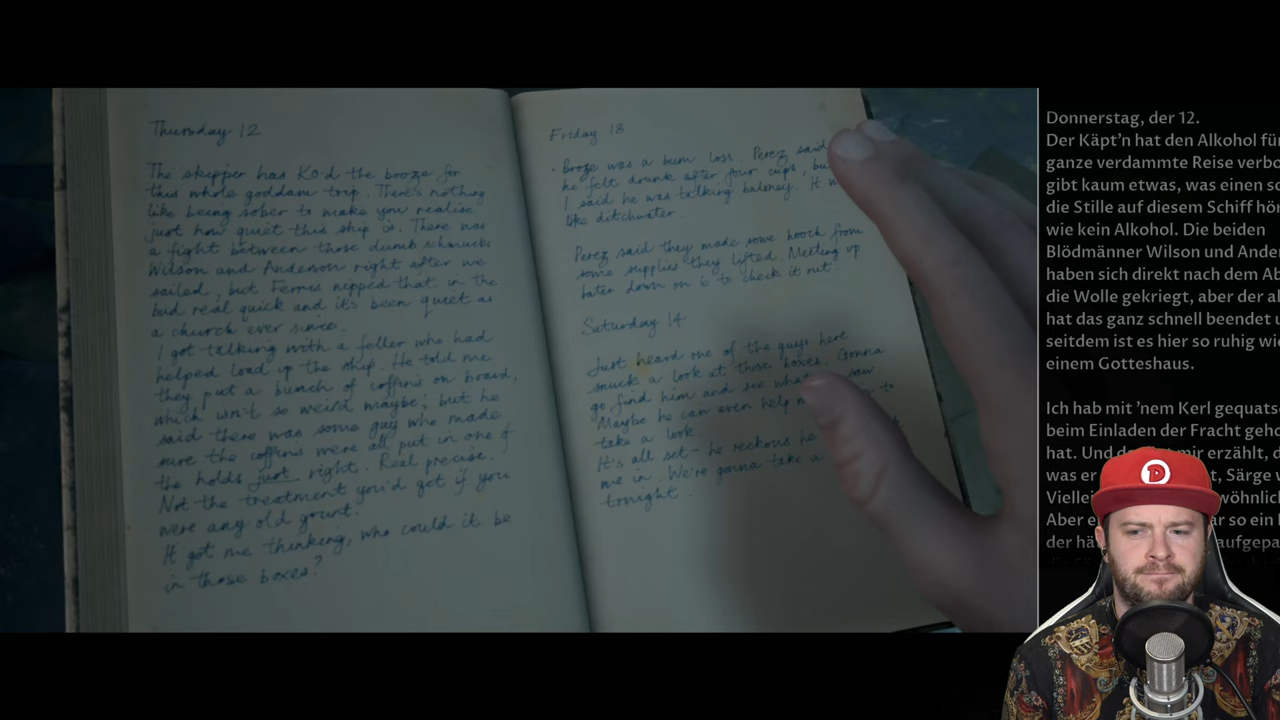 Thursday 12
The skipper has KO'd the booze for
this whole goddam trip. There's nothing
like being sober to make you realise
just how quiet this ship is. There was
a fight between those dumb schmucks
Wilson and Anderson right after we
sailed, but Ferris nipped that in the
bud real quick and it's been quiet as
a church ever since.
I got talking with a feller who had
helped load up the ship. He told me
they put a bunch of coffins on board,
which isn't so weird maybe; but he
said there was some guy who made
sure the coffins were all put in one of
the holds just right. Real precise.
Not the treatment you'd get if you
were any old grunt.
It got me thinking, who could it be
in those boxes?
Friday 13
Booze was a bum loss. Perez said
he felt drunk after four cups, but
I said he was talking baloney. It
like ditchwater.
Perez said they made some hooch from
some supplies they lifted. Meeting up
later down on 6 to check it out
Saturday 14
Just heard one of the guys here
snuck a look at those boxes. Gonna
go find him and see what saw
Maybe he can even help to
take a look.
It's all set - he reckons he
me in. We're gonna take a
tonight.
Donnerstag, der 12.
Der Käpt'n hat den Alkohol für
ganze verdammte Reise verbo
gibt kaum etwas, was einen so
die Stille auf diesem Schiff hör
wie kein Alkohol. Die beiden
Blödmänner Wilson und Ande
haben sich direkt nach dem Ab
die Wolle gekriegt, aber der al
hat das ganz schnell beendet u
seitdem ist es hier so ruhig wie
einem Gotteshaus.
Ich hab mit 'nem Kerl gequats
beim Einladen der Fracht geho
hat. Und da mir erzählt, d
was er t, Särge
Vielle wöhnlic
Aber e ar so ein
der hä aufgepa
D